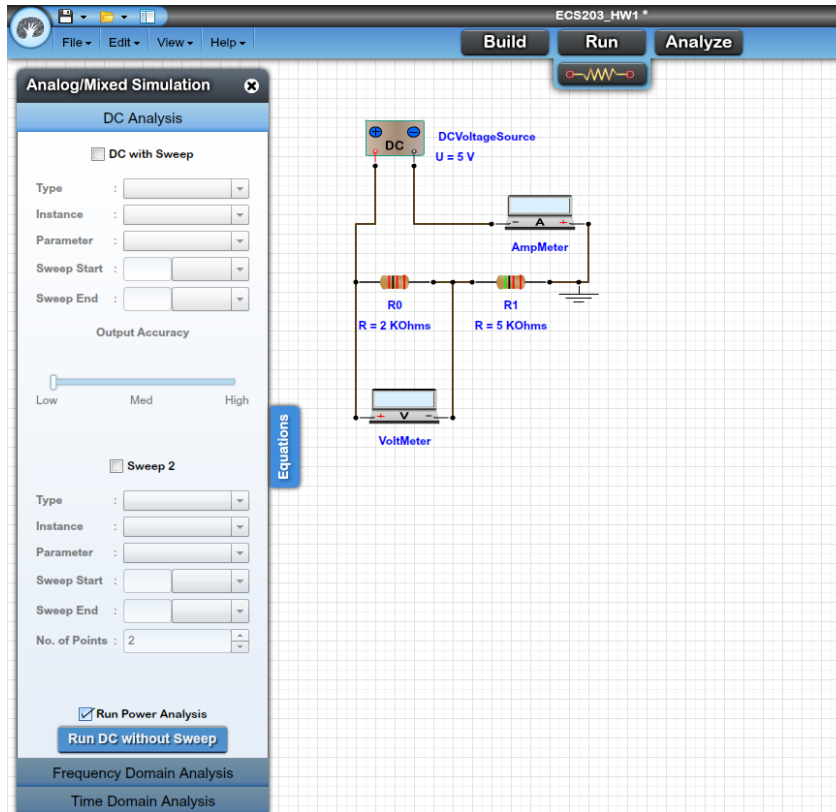 ECS203_HW1 *
File Edit View Help
Build Run Analyze
Analog/Mixed Simulation
DC Analysis
DC with Sweep
Type :
Instance :
Parameter :
Sweep Start :
Sweep End :
Output Accuracy
Low Med High
Sweep 2
Type :
Instance :
Parameter :
Sweep Start :
Sweep End :
No. of Points : 2
Run Power Analysis
Run DC without Sweep
Frequency Domain Analysis
Time Domain Analysis
Equations
+ −
DC
DCVoltageSource
U = 5 V
− A +
AmpMeter
R0
R = 2 KOhms
R1
R = 5 KOhms
+ V −
VoltMeter